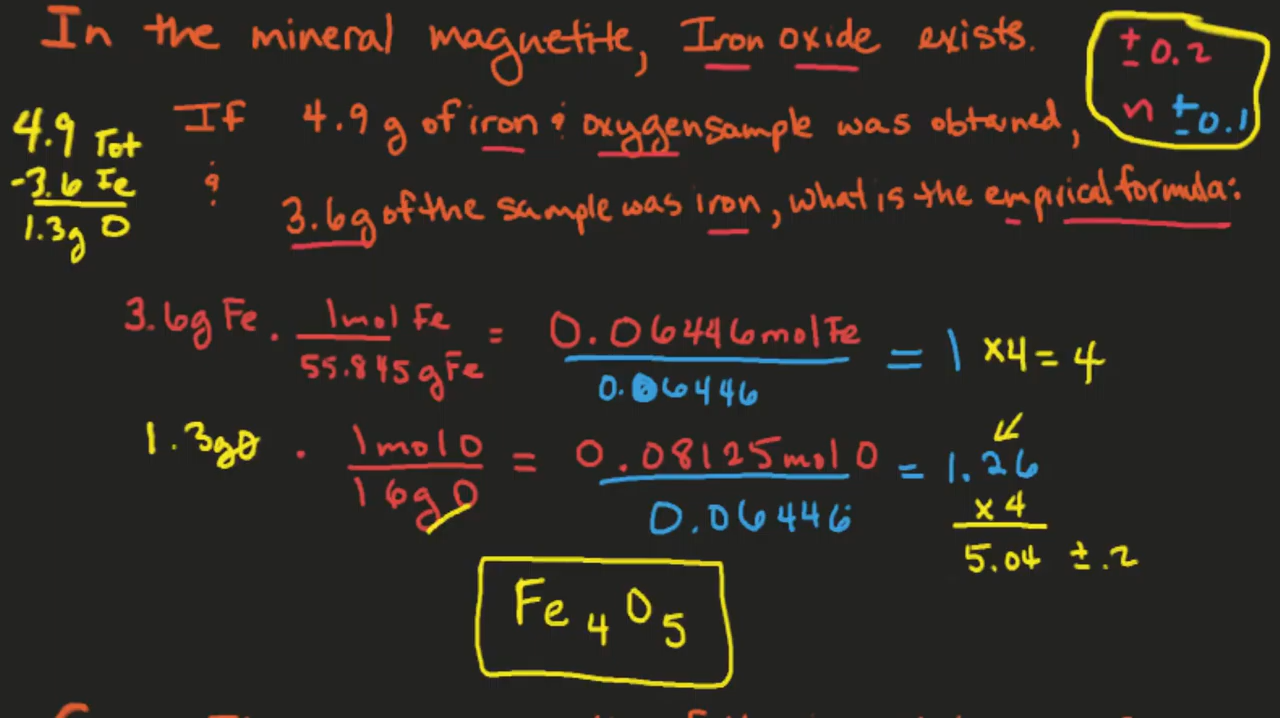 In the mineral magnetite, Iron oxide exists.
± 0.2
n ± 0.1
If 4.9 g of iron & oxygen sample was obtained,
&
3.6g of the sample was iron, what is the empirical formula:
4.9 Tot
-3.6 Fe
1.3g O
3.6g Fe · 1mol Fe / 55.845 g Fe = 0.06446 mol Fe / 0.06446 = 1 x4 = 4
1.3g O · 1mol O / 16g O = 0.08125 mol O / 0.06446 = 1.26
x 4
5.04 ± .2
Fe4O5